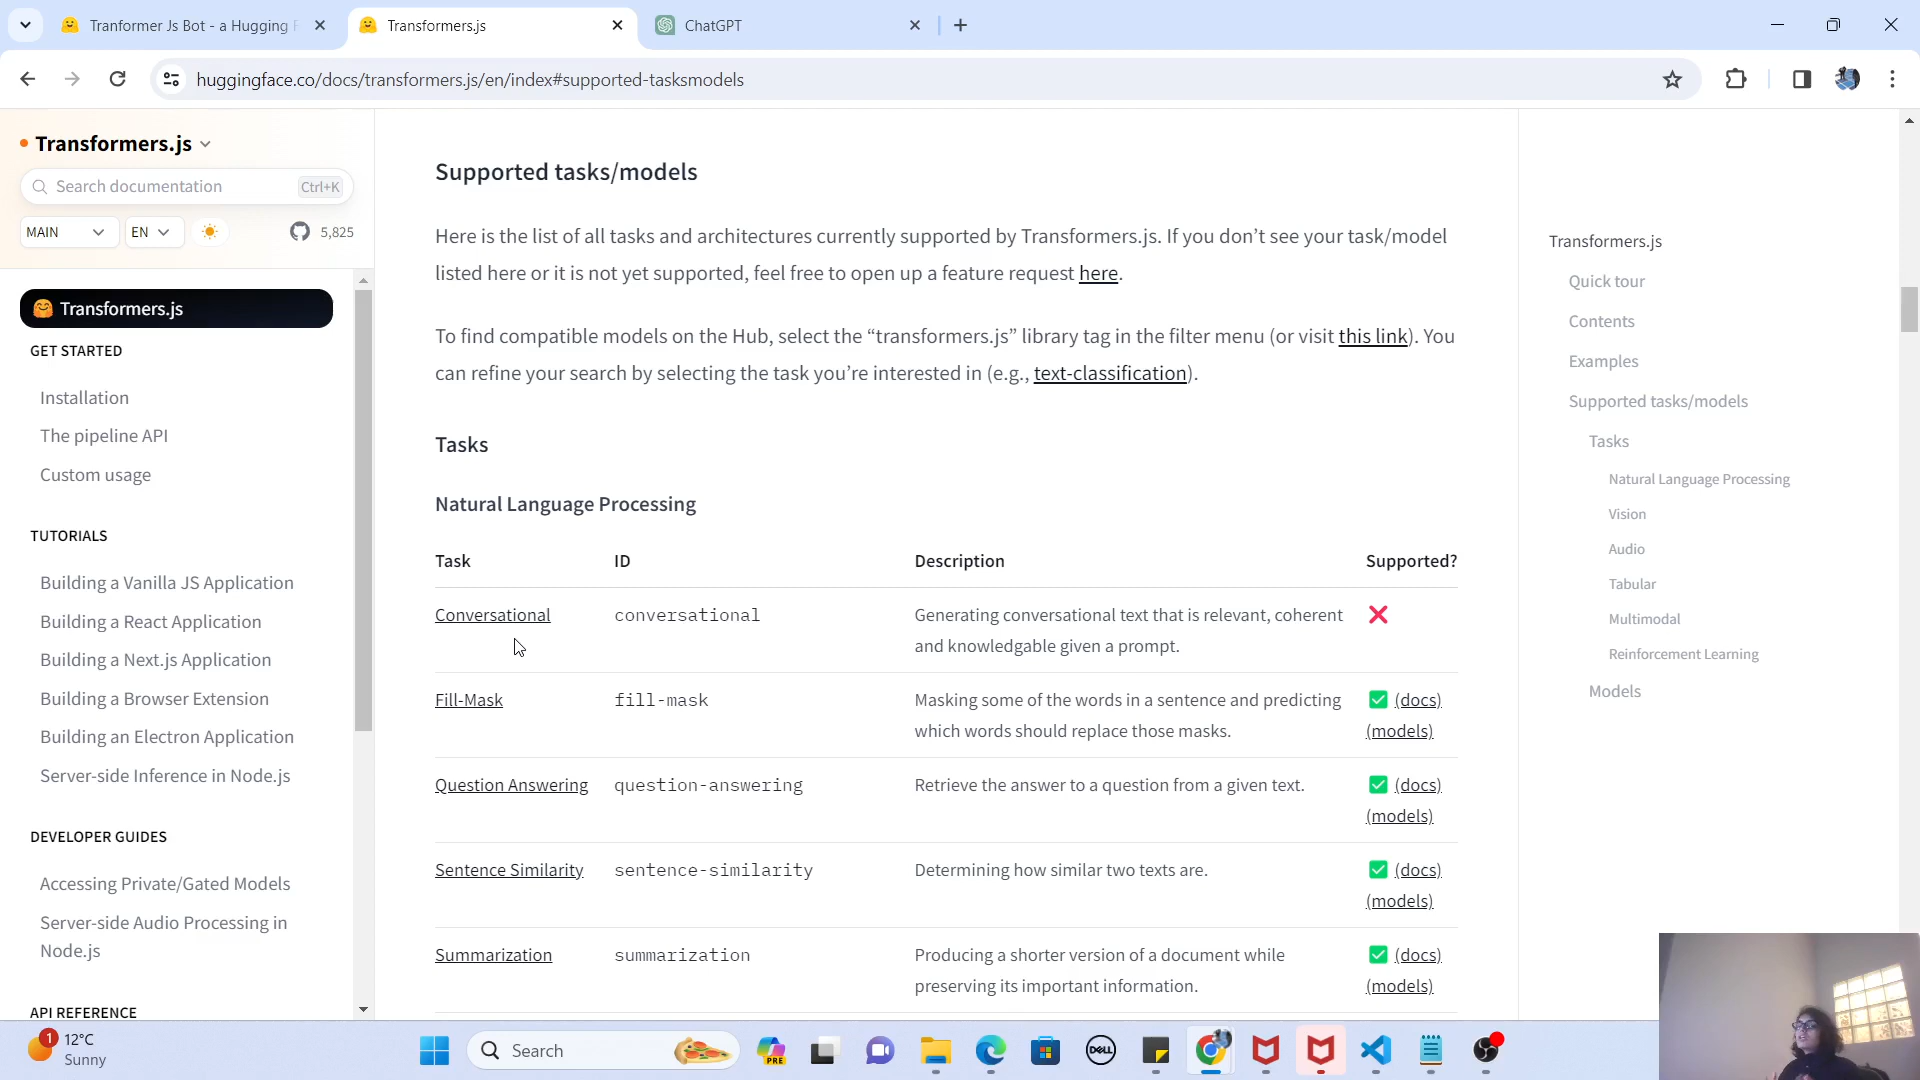 Tranformer Js Bot - a Hugging F
Transformers.js
ChatGPT
huggingface.co/docs/transformers.js/en/index#supported-tasksmodels
Transformers.js
Search documentation
Ctrl+K
MAIN
EN
5,825
Transformers.js
GET STARTED
Installation
The pipeline API
Custom usage
TUTORIALS
Building a Vanilla JS Application
Building a React Application
Building a Next.js Application
Building a Browser Extension
Building an Electron Application
Server-side Inference in Node.js
DEVELOPER GUIDES
Accessing Private/Gated Models
Server-side Audio Processing in
Node.js
API REFERENCE
Supported tasks/models
Here is the list of all tasks and architectures currently supported by Transformers.js. If you don’t see your task/model
listed here or it is not yet supported, feel free to open up a feature request here.
To find compatible models on the Hub, select the “transformers.js” library tag in the filter menu (or visit this link). You
can refine your search by selecting the task you’re interested in (e.g., text-classification).
Tasks
Natural Language Processing
Task ID Description Supported?
Conversational conversational Generating conversational text that is relevant, coherent ❌
and knowledgable given a prompt.
Fill-Mask fill-mask Masking some of the words in a sentence and predicting ✅ (docs)
which words should replace those masks. (models)
Question Answering question-answering Retrieve the answer to a question from a given text. ✅ (docs)
(models)
Sentence Similarity sentence-similarity Determining how similar two texts are. ✅ (docs)
(models)
Summarization summarization Producing a shorter version of a document while ✅ (docs)
preserving its important information. (models)
Transformers.js
Quick tour
Contents
Examples
Supported tasks/models
Tasks
Natural Language Processing
Vision
Audio
Tabular
Multimodal
Reinforcement Learning
Models
1
12°C
Sunny
Search
PRE
DELL